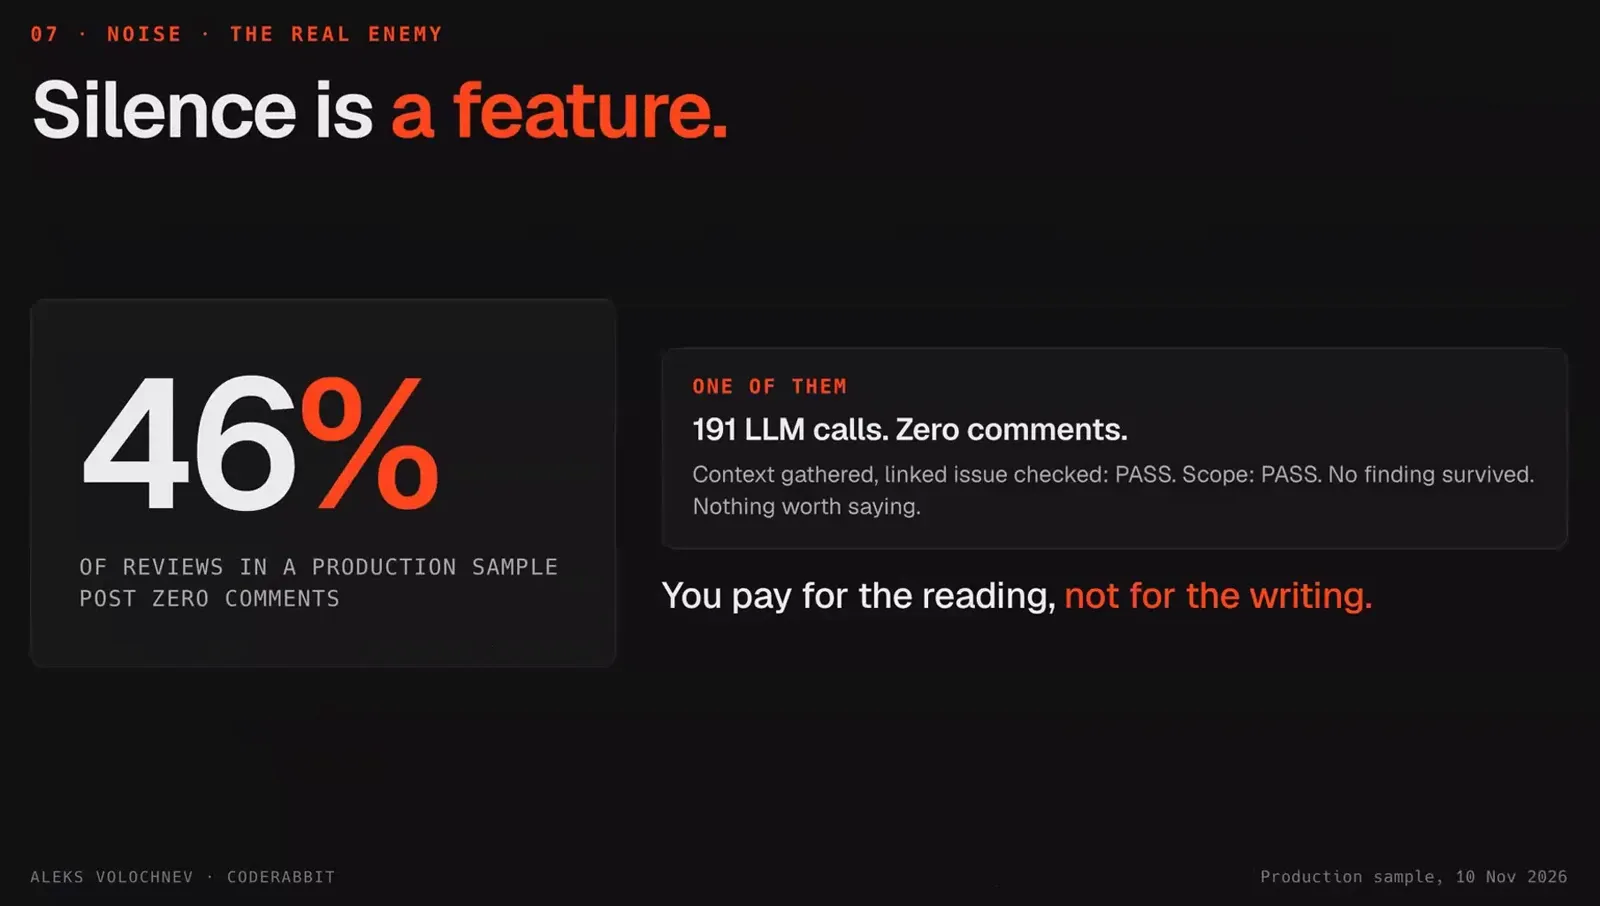 07 · NOISE · THE REAL ENEMY
Silence is a feature.
46%
OF REVIEWS IN A PRODUCTION SAMPLE
POST ZERO COMMENTS
ONE OF THEM
191 LLM calls. Zero comments.
Context gathered, linked issue checked: PASS. Scope: PASS. No finding survived.
Nothing worth saying.
You pay for the reading, not for the writing.
ALEKS VOLOCHNEV · CODERABBIT
Production sample, 10 Nov 2026